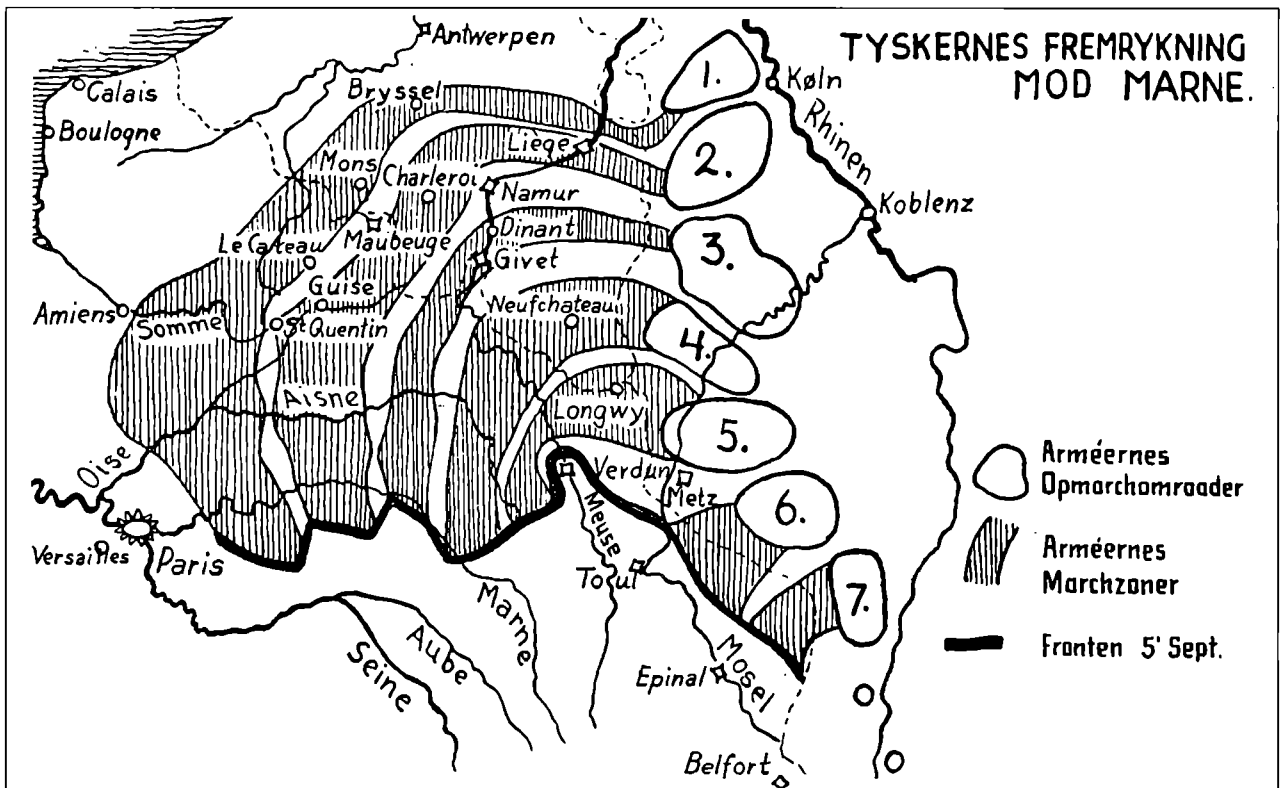 TYSKERNES FREMRYKNING
MOD MARNE.
Antwerpen
Calais
Bryssel
Boulogne
1.
Køln
Rhinen
Liege
2.
Mons
Charleroi
Namur
Koblenz
Le Cateau
Maubeuge
Dinant
3.
Givet
Guise
Neufchateau
Amiens
Somme
St Quentin
4.
Aisne
Longwy
5.
Oise
Verdun
Metz
6.
Versailles
Paris
Meuse
Toul
7.
Marne
Aube
Seine
Mosel
Epinal
Belfort
Arméernes
Opmarchomraader
Arméernes
Marchzoner
Fronten 5' Sept.